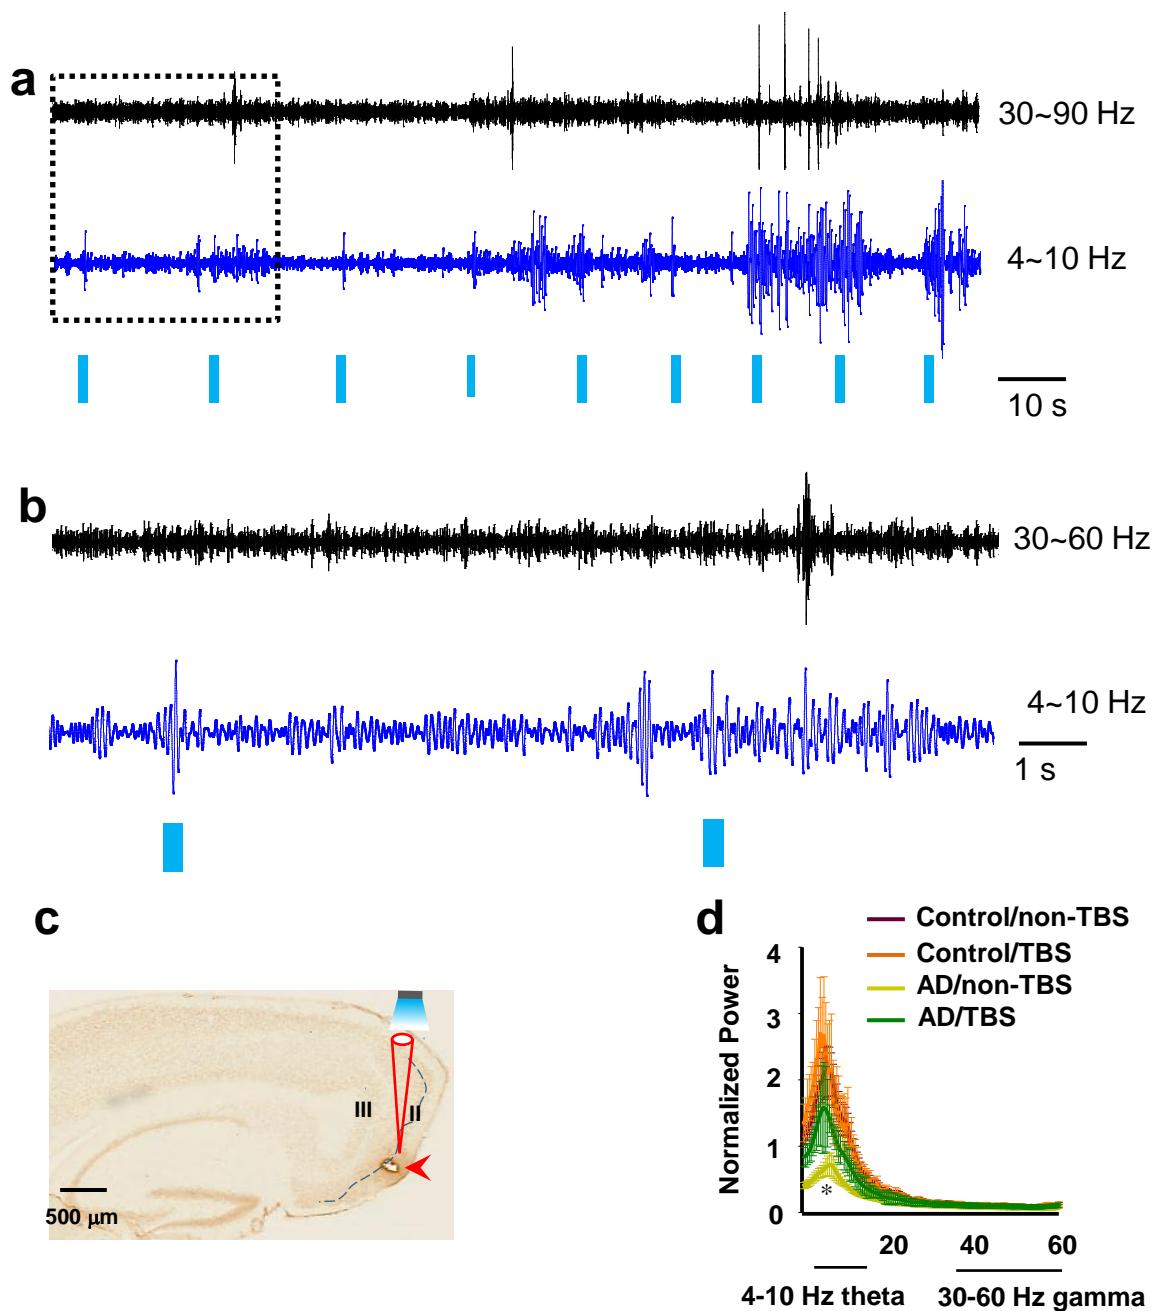 a
30~90 Hz
4~10 Hz
10 s
b
30~60 Hz
4~10 Hz
1 s
c
III
II
500 μm
d
Control/non-TBS
Control/TBS
AD/non-TBS
AD/TBS
Normalized Power
4
3
2
1
0
*
20 40 60
4-10 Hz theta 30-60 Hz gamma